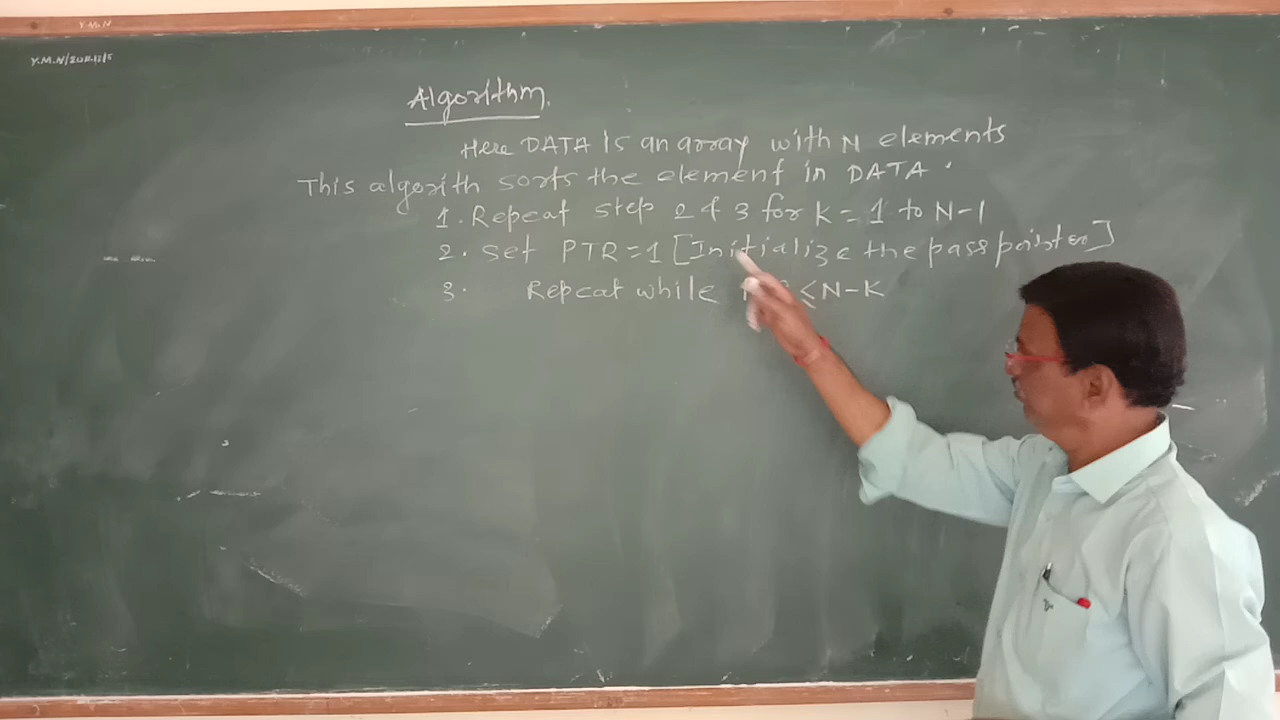 Y.M.N
Algorithm.
Here DATA is an array with N elements
This algorith sorts the element in DATA.
1. Repeat step 2 & 3 for K = 1 to N-1
2. Set PTR=1 [Initialize the pass pointer]
3. Repeat while ≤N-K